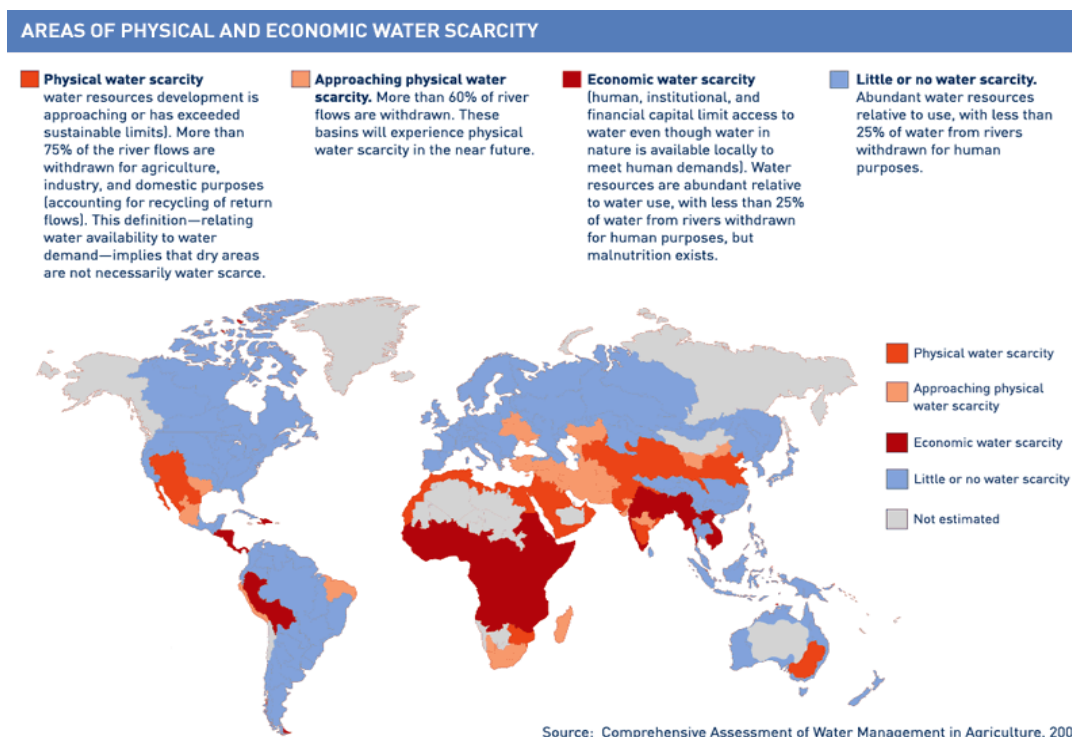 AREAS OF PHYSICAL AND ECONOMIC WATER SCARCITY
Physical water scarcity
water resources development is
approaching or has exceeded
sustainable limits). More than
75% of the river flows are
withdrawn for agriculture,
industry, and domestic purposes
(accounting for recycling of return
flows). This definition—relating
water availability to water
demand—implies that dry areas
are not necessarily water scarce.
Approaching physical water
scarcity. More than 60% of river
flows are withdrawn. These
basins will experience physical
water scarcity in the near future.
Economic water scarcity
(human, institutional, and
financial capital limit access to
water even though water in
nature is available locally to
meet human demands). Water
resources are abundant relative
to water use, with less than 25%
of water from rivers withdrawn
for human purposes, but
malnutrition exists.
Little or no water scarcity.
Abundant water resources
relative to use, with less than
25% of water from rivers
withdrawn for human
purposes.
Physical water scarcity
Approaching physical
water scarcity
Economic water scarcity
Little or no water scarcity
Not estimated
Source: Comprehensive Assessment of Water Management in Agriculture, 200